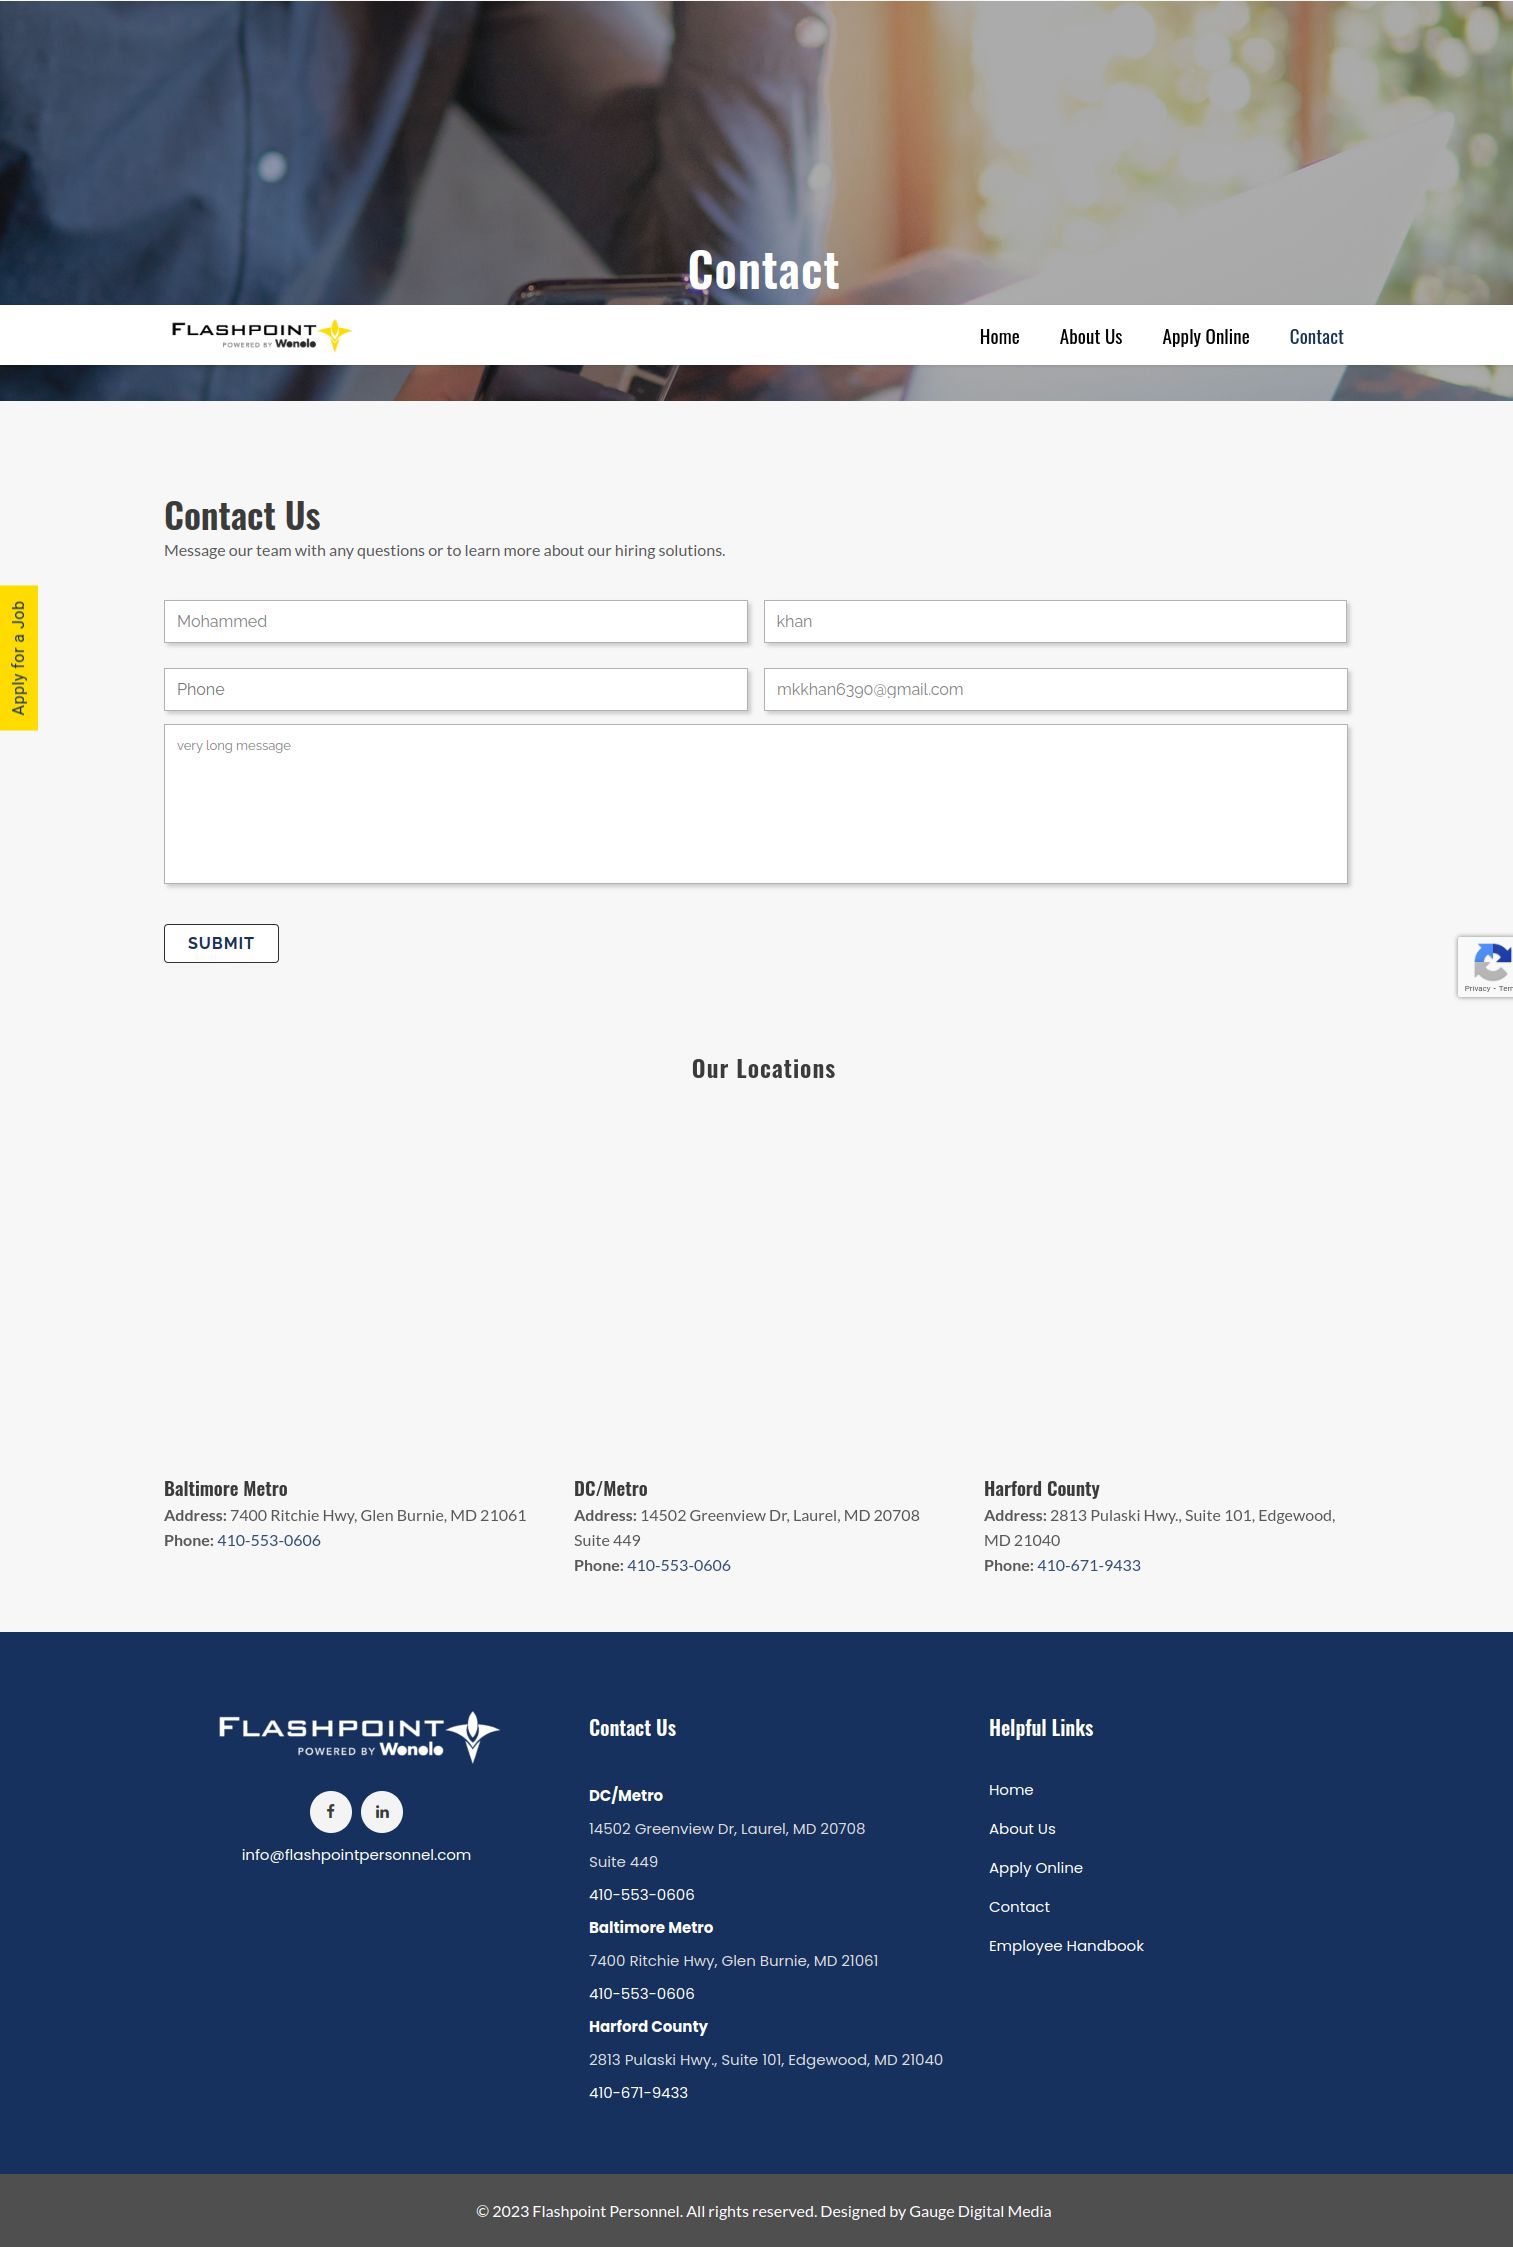 Contact
FLASHPOINT
POWERED BY Wonolo
Home
About Us
Apply Online
Contact
Contact Us
Message our team with any questions or to learn more about our hiring solutions.
Apply for a Job
Mohammed
khan
Phone
mkkhan6390@gmail.com
very long message
SUBMIT
Privacy - Ter
Our Locations
Baltimore Metro
Address: 7400 Ritchie Hwy, Glen Burnie, MD 21061
Phone: 410-553-0606
DC/Metro
Address: 14502 Greenview Dr, Laurel, MD 20708
Suite 449
Phone: 410-553-0606
Harford County
Address: 2813 Pulaski Hwy., Suite 101, Edgewood,
MD 21040
Phone: 410-671-9433
FLASHPOINT
POWERED BY Wonolo
f
in
info@flashpointpersonnel.com
Contact Us
DC/Metro
14502 Greenview Dr, Laurel, MD 20708
Suite 449
410-553-0606
Baltimore Metro
7400 Ritchie Hwy, Glen Burnie, MD 21061
410-553-0606
Harford County
2813 Pulaski Hwy., Suite 101, Edgewood, MD 21040
410-671-9433
Helpful Links
Home
About Us
Apply Online
Contact
Employee Handbook
© 2023 Flashpoint Personnel. All rights reserved. Designed by Gauge Digital Media